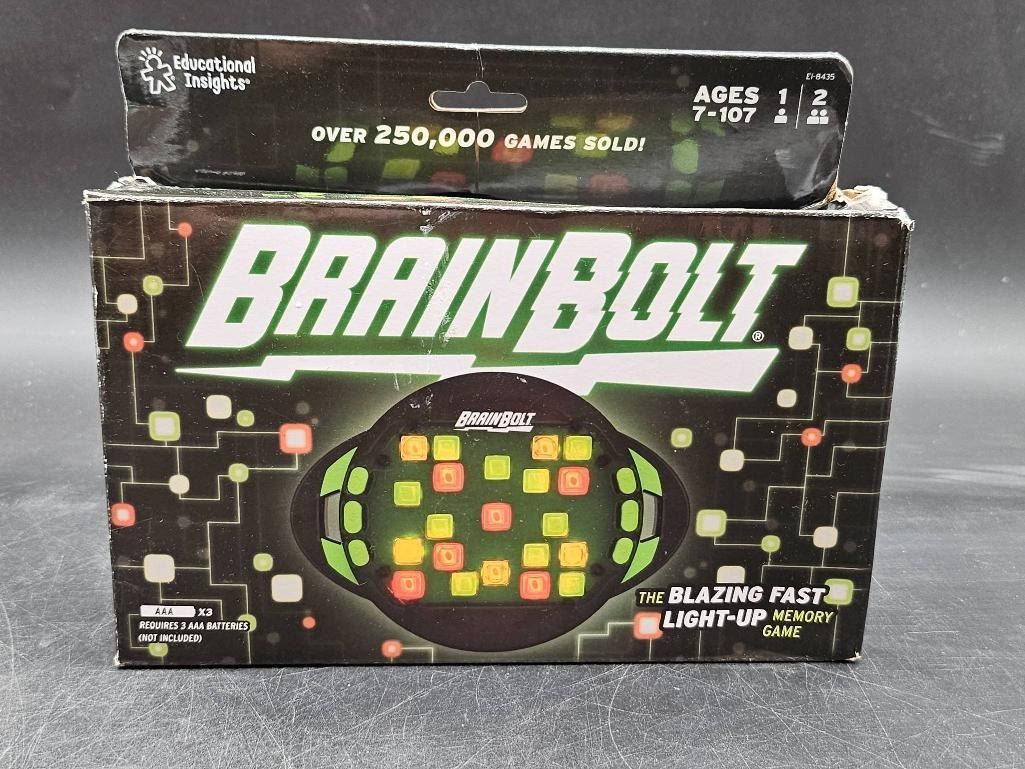 Educational
Insights®
EI-8435
AGES 1 2
7-107
OVER 250,000 GAMES SOLD!
BRAINBOLT®
BRAINBOLT
THE BLAZING FAST
LIGHT-UP MEMORY
GAME
AAA X3
REQUIRES 3 AAA BATTERIES
(NOT INCLUDED)